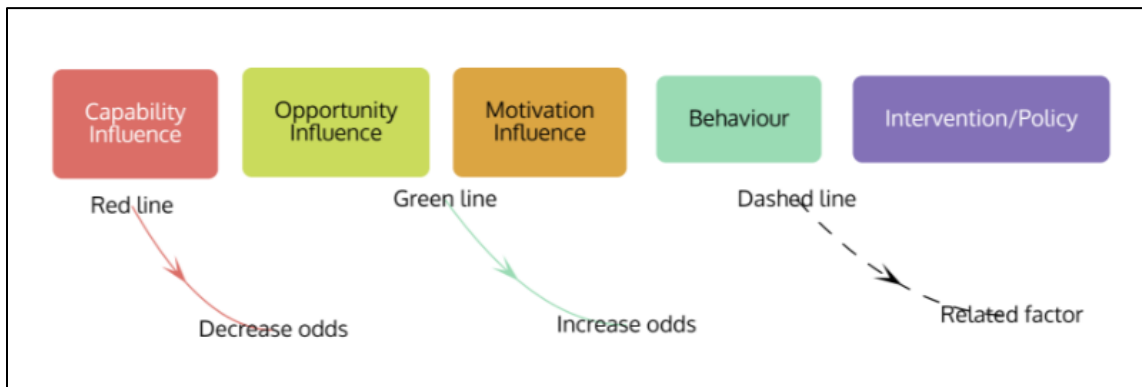 Capability
Influence
Opportunity
Influence
Motivation
Influence
Behaviour
Intervention/Policy
Red line
Green line
Dashed line
Decrease odds
Increase odds
Related factor